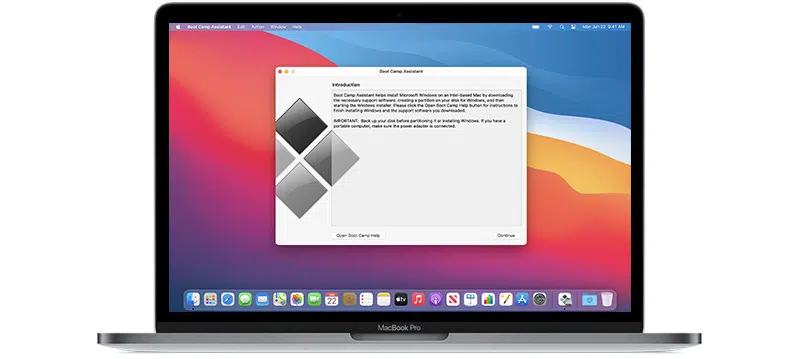 Boot Camp Assistant Edit Action Window Help Mon Jun 22 9:41 AM
Boot Camp Assistant
Introduction
Boot Camp Assistant helps install Microsoft Windows on an Intel-based Mac by downloading
the necessary support software, creating a partition on your disk for Windows, and then
starting the Windows installer. Please click the Open Boot Camp Help button for instructions to
finish installing Windows and the support software you downloaded.
IMPORTANT: Back up your disk before partitioning it or installing Windows. If you have a
portable computer, make sure the power adapter is connected.
Open Boot Camp Help Continue
22
tv
MacBook Pro